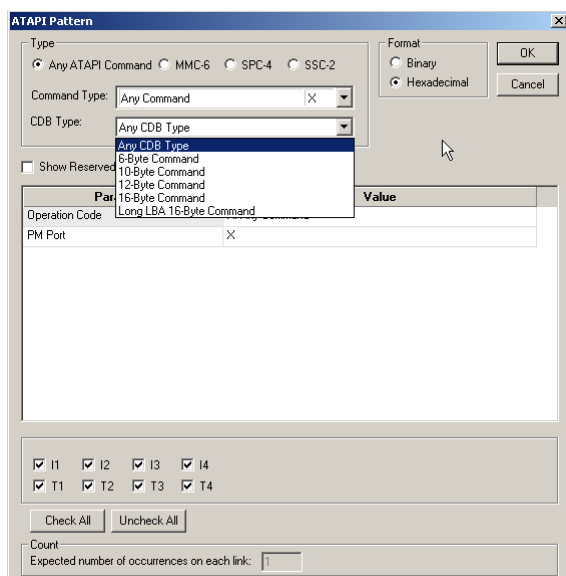 ATAPI Pattern
Type
Any ATAPI Command MMC-6 SPC-4 SSC-2
Format
Binary
Hexadecimal
OK
Cancel
Command Type: Any Command X
CDB Type: Any CDB Type
Any CDB Type
6-Byte Command
10-Byte Command
12-Byte Command
16-Byte Command
Long LBA 16-Byte Command
Show Reserved
Value
Operation Code
PM Port X
I1 I2 I3 I4
T1 T2 T3 T4
Check All Uncheck All
Count
Expected number of occurrences on each link: 1